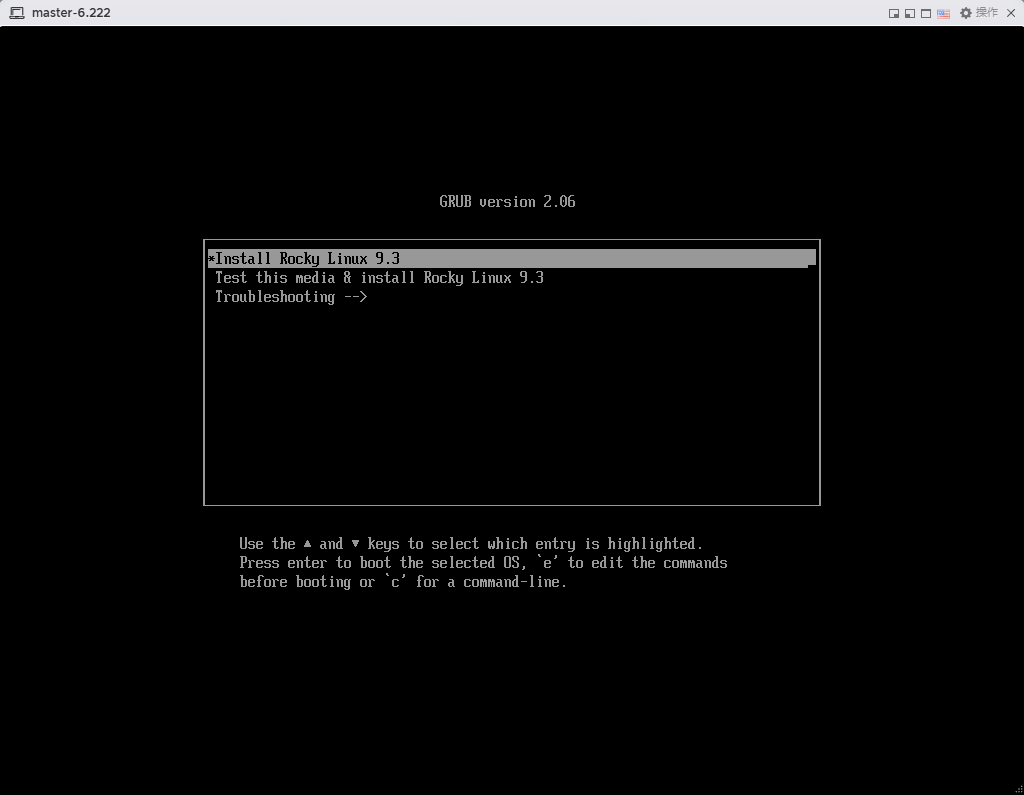 master-6.222
操作
GRUB version 2.06
*Install Rocky Linux 9.3
Test this media & install Rocky Linux 9.3
Troubleshooting -->
Use the ▲ and ▼ keys to select which entry is highlighted.
Press enter to boot the selected OS, `e' to edit the commands
before booting or `c' for a command-line.